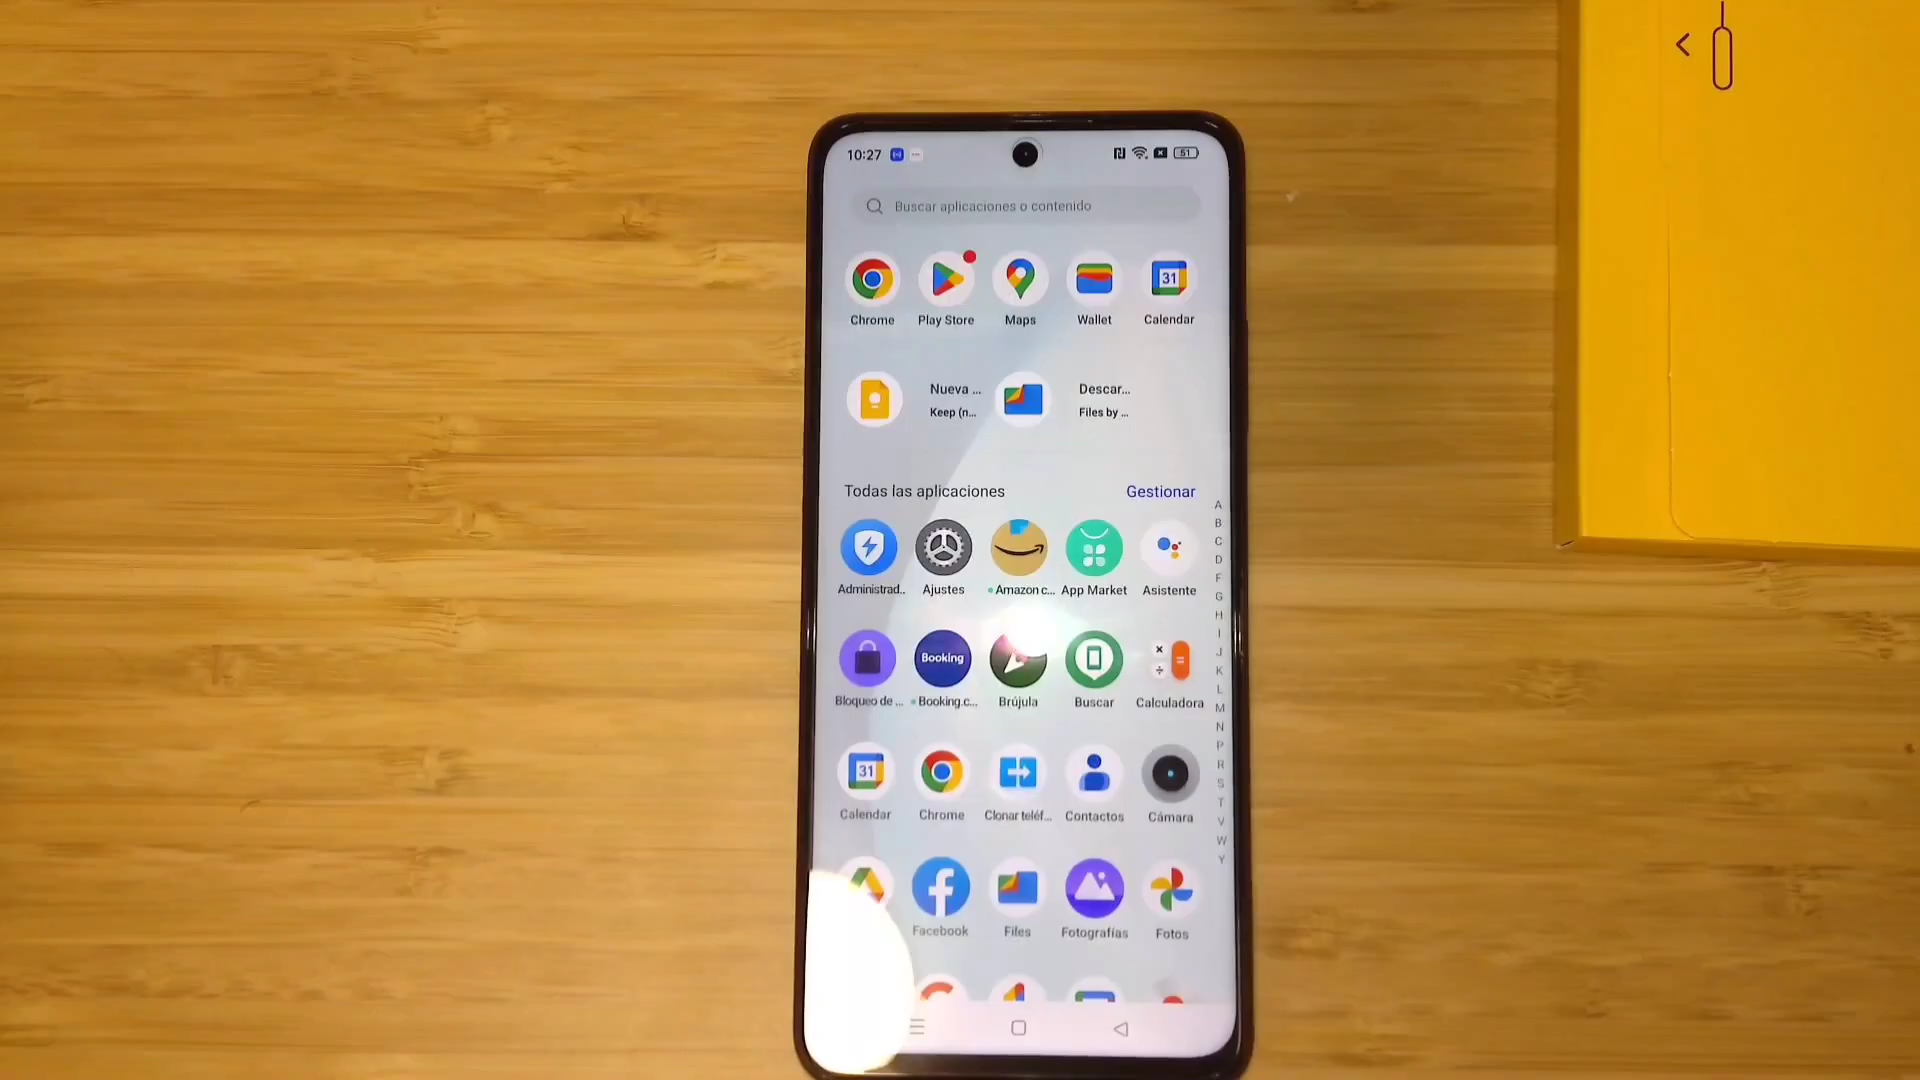 10:27
51
Buscar aplicaciones o contenido
Chrome
Play Store
Maps
Wallet
31
Calendar
Nueva ...
Keep (n...
Descar...
Files by ...
Todas las aplicaciones
Gestionar
Administrad..
Ajustes
Amazon c...
App Market
Asistente
Booking
Bloqueo de ...
Booking.c...
Brújula
Buscar
Calculadora
31
Calendar
Chrome
Clonar teléf...
Contactos
Cámara
Facebook
Files
Fotografías
Fotos
A
B
C
D
F
G
H
I
J
K
L
M
N
P
R
S
T
V
W
Y